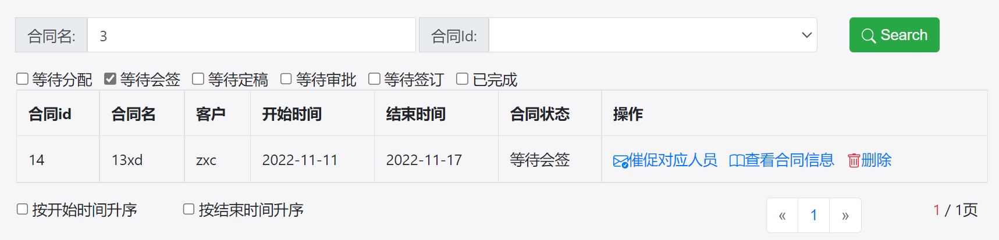 合同名: 3 合同Id: Search
等待分配 等待会签 等待定稿 等待审批 等待签订 已完成
合同id 合同名 客户 开始时间 结束时间 合同状态 操作
14 13xd zxc 2022-11-11 2022-11-17 等待会签 催促对应人员 查看合同信息 删除
按开始时间升序 按结束时间升序 « 1 » 1 / 1页